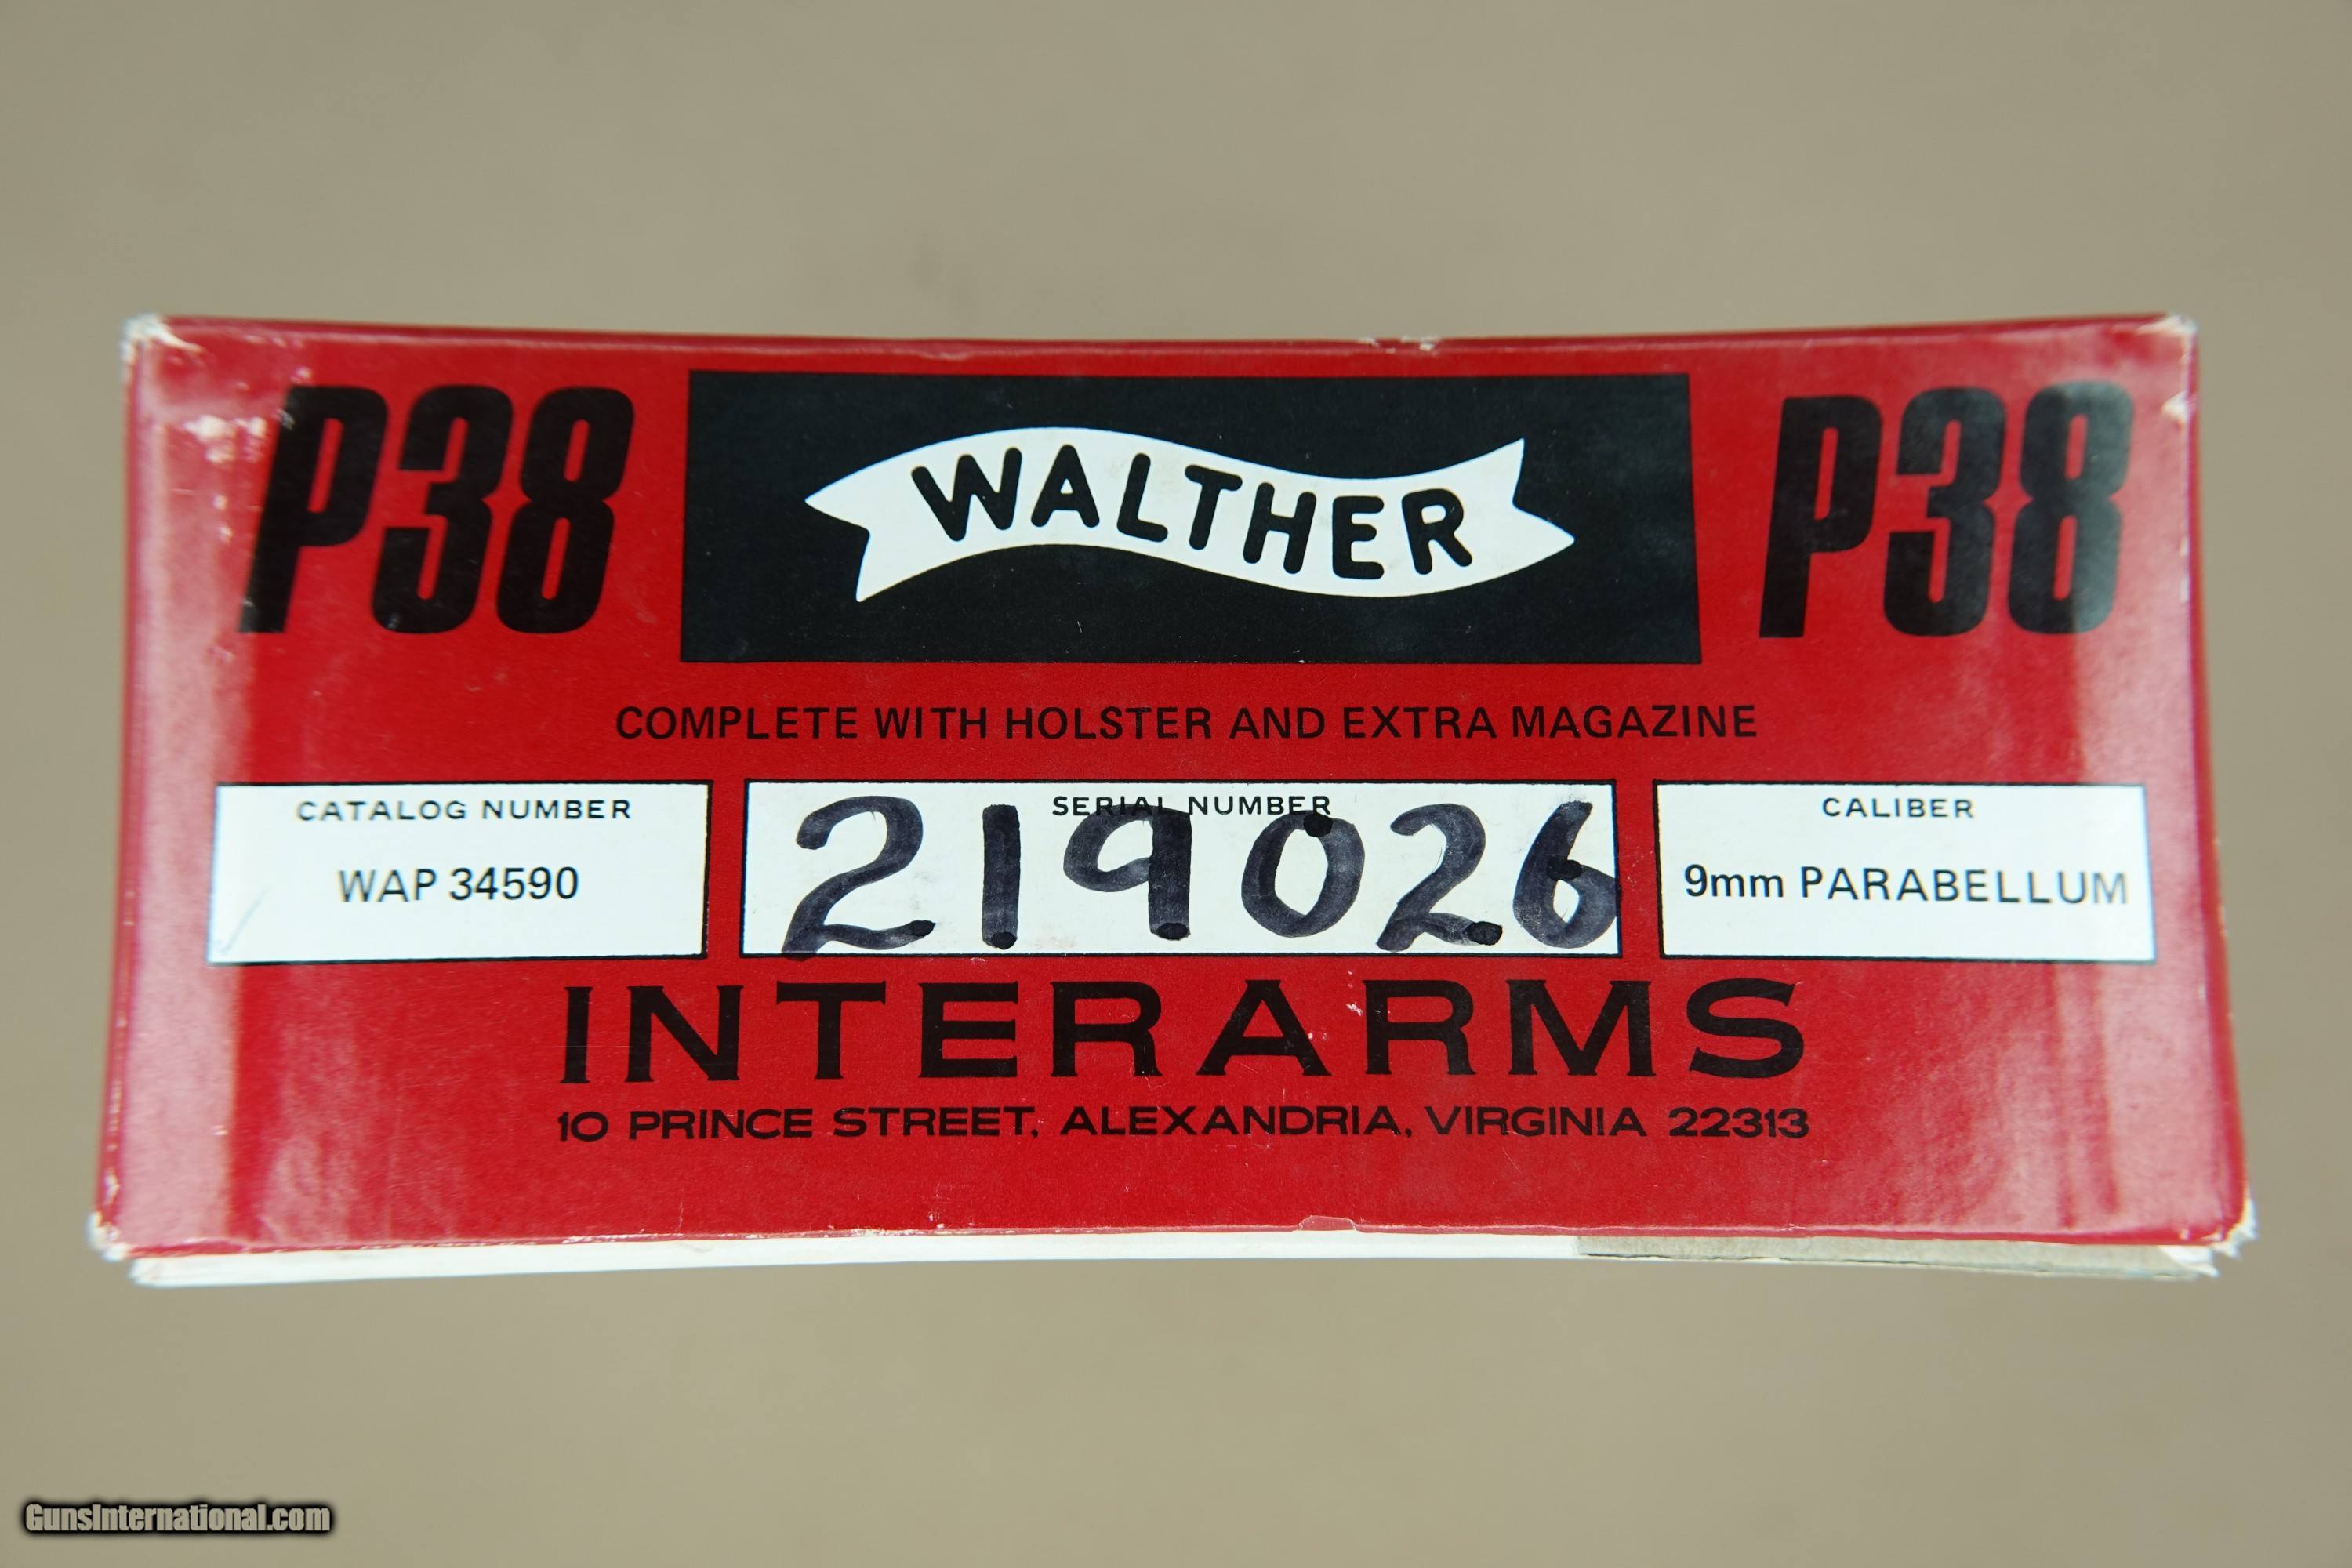 P38 WALTHER P38
COMPLETE WITH HOLSTER AND EXTRA MAGAZINE
CATALOG NUMBER
WAP 34590
SERIAL NUMBER
219026
CALIBER
9mm PARABELLUM
INTERARMS
10 PRINCE STREET, ALEXANDRIA, VIRGINIA 22313
GunsInternational.com